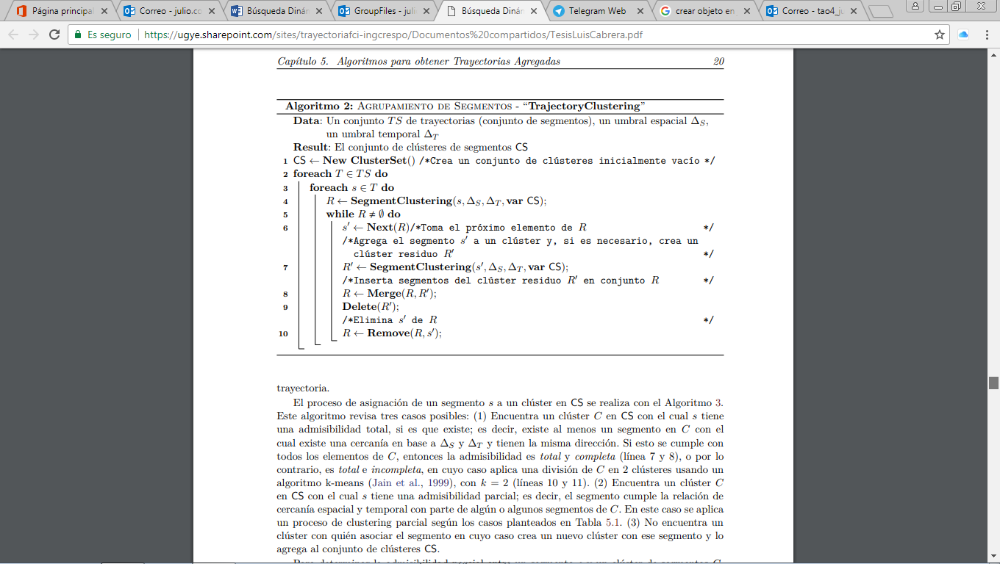 Página principal
Correo - julio.co
Búsqueda Dinár
GroupFiles - juli
Búsqueda Dinár
Telegram Web
crear objeto en
Correo - tao4_ju
Es seguro | https://ugye.sharepoint.com/sites/trayectoriafci-ingcrespo/Documentos%20compartidos/TesisLuisCabrera.pdf
Capítulo 5. Algoritmos para obtener Trayectorias Agregadas 20
Algoritmo 2: Agrupamiento de Segmentos - “TrajectoryClustering”
Data: Un conjunto TS de trayectorias (conjunto de segmentos), un umbral espacial Δ_S,
un umbral temporal Δ_T
Result: El conjunto de clústeres de segmentos CS
1 CS ← New ClusterSet() /*Crea un conjunto de clústeres inicialmente vacío */
2 foreach T ∈ TS do
3 foreach s ∈ T do
4 R ← SegmentClustering(s, Δ_S, Δ_T, var CS);
5 while R ≠ ∅ do
6 s′ ← Next(R)/*Toma el próximo elemento de R */
/*Agrega el segmento s′ a un clúster y, si es necesario, crea un
clúster residuo R′ */
7 R′ ← SegmentClustering(s′, Δ_S, Δ_T, var CS);
/*Inserta segmentos del clúster residuo R′ en conjunto R */
8 R ← Merge(R, R′);
9 Delete(R′);
/*Elimina s′ de R */
10 R ← Remove(R, s′);
trayectoria.
El proceso de asignación de un segmento s a un clúster en CS se realiza con el Algoritmo 3.
Este algoritmo revisa tres casos posibles: (1) Encuentra un clúster C en CS con el cual s tiene
una admisibilidad total, si es que existe; es decir, existe al menos un segmento en C con el
cual existe una cercanía en base a Δ_S y Δ_T y tienen la misma dirección. Si esto se cumple con
todos los elementos de C, entonces la admisibilidad es total y completa (línea 7 y 8), o por lo
contrario, es total e incompleta, en cuyo caso aplica una división de C en 2 clústeres usando un
algoritmo k-means (Jain et al., 1999), con k = 2 (líneas 10 y 11). (2) Encuentra un clúster C
en CS con el cual s tiene una admisibilidad parcial; es decir, el segmento cumple la relación de
cercanía espacial y temporal con parte de algún o algunos segmentos de C. En este caso se aplica
un proceso de clustering parcial según los casos planteados en Tabla 5.1. (3) No encuentra un
clúster con quién asociar el segmento en cuyo caso crea un nuevo clúster con ese segmento y lo
agrega al conjunto de clústeres CS.